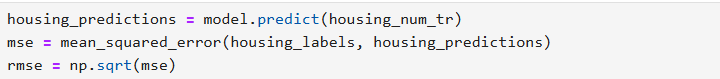 housing_predictions = model.predict(housing_num_tr)
mse = mean_squared_error(housing_labels, housing_predictions)
rmse = np.sqrt(mse)